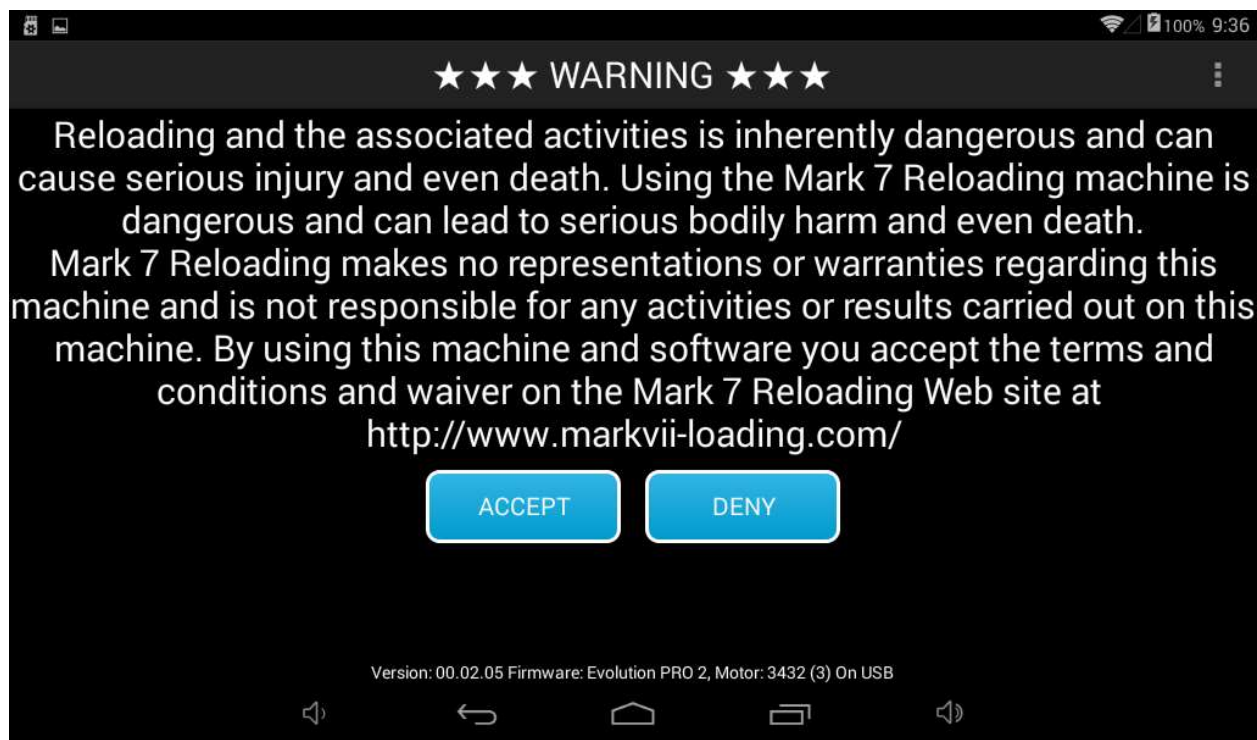 100% 9:36
★★★ WARNING ★★★
Reloading and the associated activities is inherently dangerous and can
cause serious injury and even death. Using the Mark 7 Reloading machine is
dangerous and can lead to serious bodily harm and even death.
Mark 7 Reloading makes no representations or warranties regarding this
machine and is not responsible for any activities or results carried out on this
machine. By using this machine and software you accept the terms and
conditions and waiver on the Mark 7 Reloading Web site at
http://www.markvii-loading.com/
ACCEPT DENY
Version: 00.02.05 Firmware: Evolution PRO 2, Motor: 3432 (3) On USB